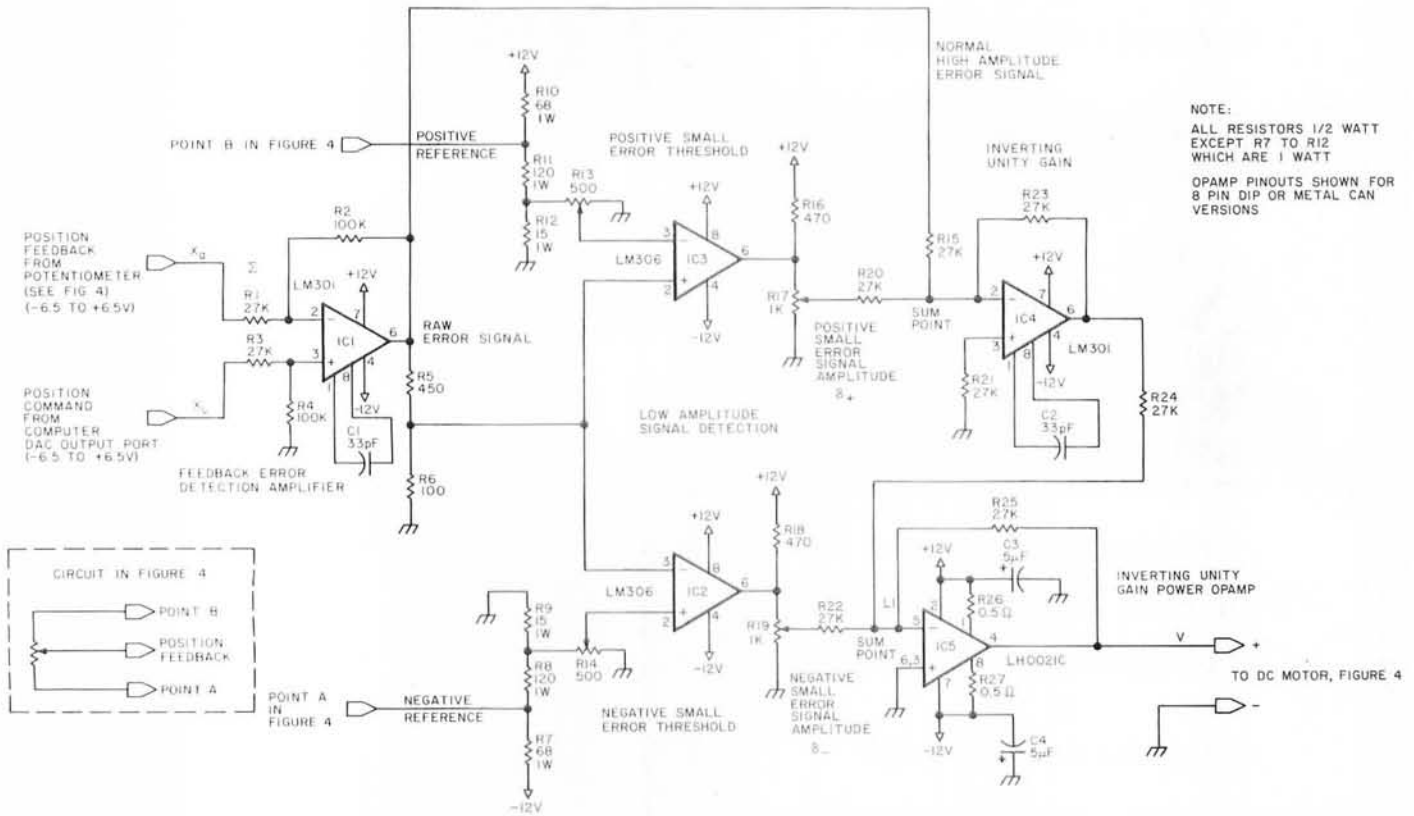 NORMAL
HIGH AMPLITUDE
ERROR SIGNAL
NOTE:
ALL RESISTORS 1/2 WATT
EXCEPT R7 TO R12
WHICH ARE 1 WATT
OPAMP PINOUTS SHOWN FOR
8 PIN DIP OR METAL CAN
VERSIONS
+12V
R10
68
1W
POINT B IN FIGURE 4
POSITIVE
REFERENCE
R11
120
1W
R12
15
1W
R13
500
POSITIVE SMALL
ERROR THRESHOLD
+12V
8
3
-
LM306
IC3
6
+
2
4
-12V
+12V
R16
470
R17
1K
R20
27K
POSITIVE
SMALL
ERROR
SIGNAL
AMPLITUDE
δ+
R15
27K
SUM
POINT
INVERTING
UNITY GAIN
R23
27K
+12V
2
-
7
IC4
6
+
3
1
8
4
LM301
-12V
R21
27K
C2
33pF
R24
27K
POSITION
FEEDBACK
FROM
POTENTIOMETER
(SEE FIG 4)
(-6.5 TO +6.5V)
Σ
R1
27K
R2
100K
LM301
+12V
2
-
7
IC1
6
+
3
1
8
4
-12V
RAW
ERROR SIGNAL
R3
27K
R4
100K
C1
33pF
POSITION
COMMAND
FROM
COMPUTER
DAC OUTPUT PORT
(-6.5 TO +6.5V)
FEEDBACK ERROR
DETECTION AMPLIFIER
R5
450
R6
100
LOW AMPLITUDE
SIGNAL DETECTION
CIRCUIT IN FIGURE 4
POINT B
POSITION
FEEDBACK
POINT A
R9
15
1W
R8
120
1W
R14
500
POINT A
IN
FIGURE 4
NEGATIVE
REFERENCE
R7
68
1W
-12V
NEGATIVE SMALL
ERROR THRESHOLD
+12V
8
3
-
LM306
IC2
6
+
2
4
-12V
+12V
R18
470
R19
1K
R22
27K
NEGATIVE
SMALL
ERROR
SIGNAL
AMPLITUDE
δ-
SUM
POINT
L1
R25
27K
+12V
C3
5µF
+
R26
0.5Ω
2
1
5
-
IC5
4
LH0021C
6,3
+
7
8
R27
0.5Ω
-12V
C4
5µF
+
INVERTING UNITY
GAIN POWER OPAMP
V
+
TO DC MOTOR, FIGURE 4
-